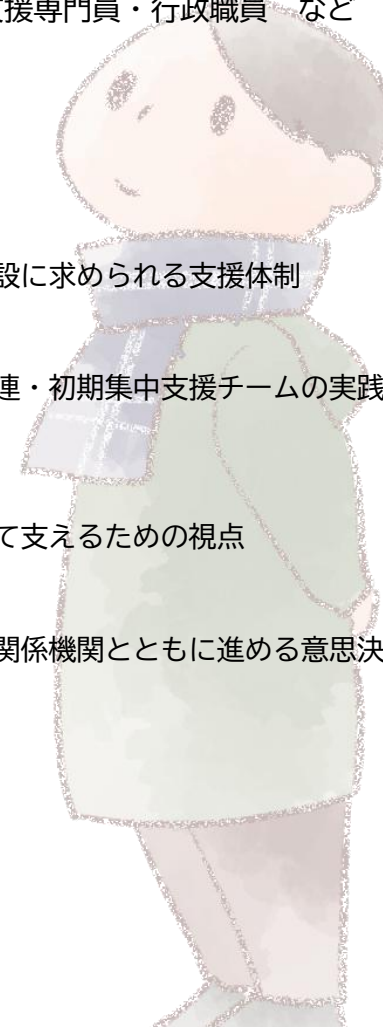 援専門員・行政職員　など
設に求められる支援体制
連・初期集中支援チームの実践
て支えるための視点
関係機関とともに進める意思決